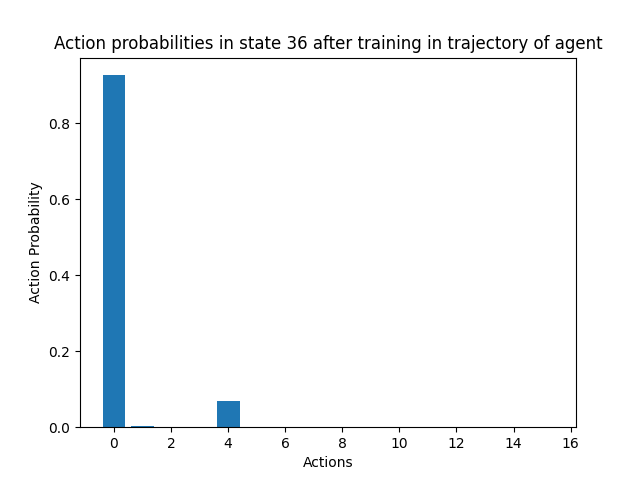 Action probabilities in state 36 after training in trajectory of agent
Action Probability
0.8
0.6
0.4
0.2
0.0
0 2 4 6 8 10 12 14 16
Actions